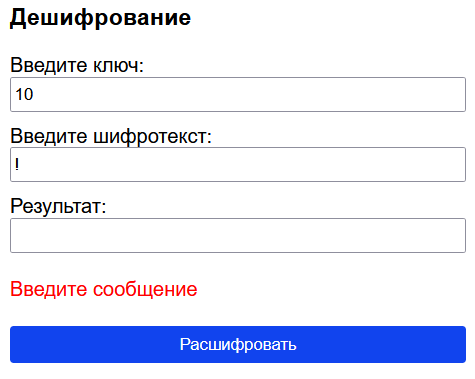 Дешифрование
Введите ключ:
10
Введите шифротекст:
!
Результат:
Введите сообщение
Расшифровать